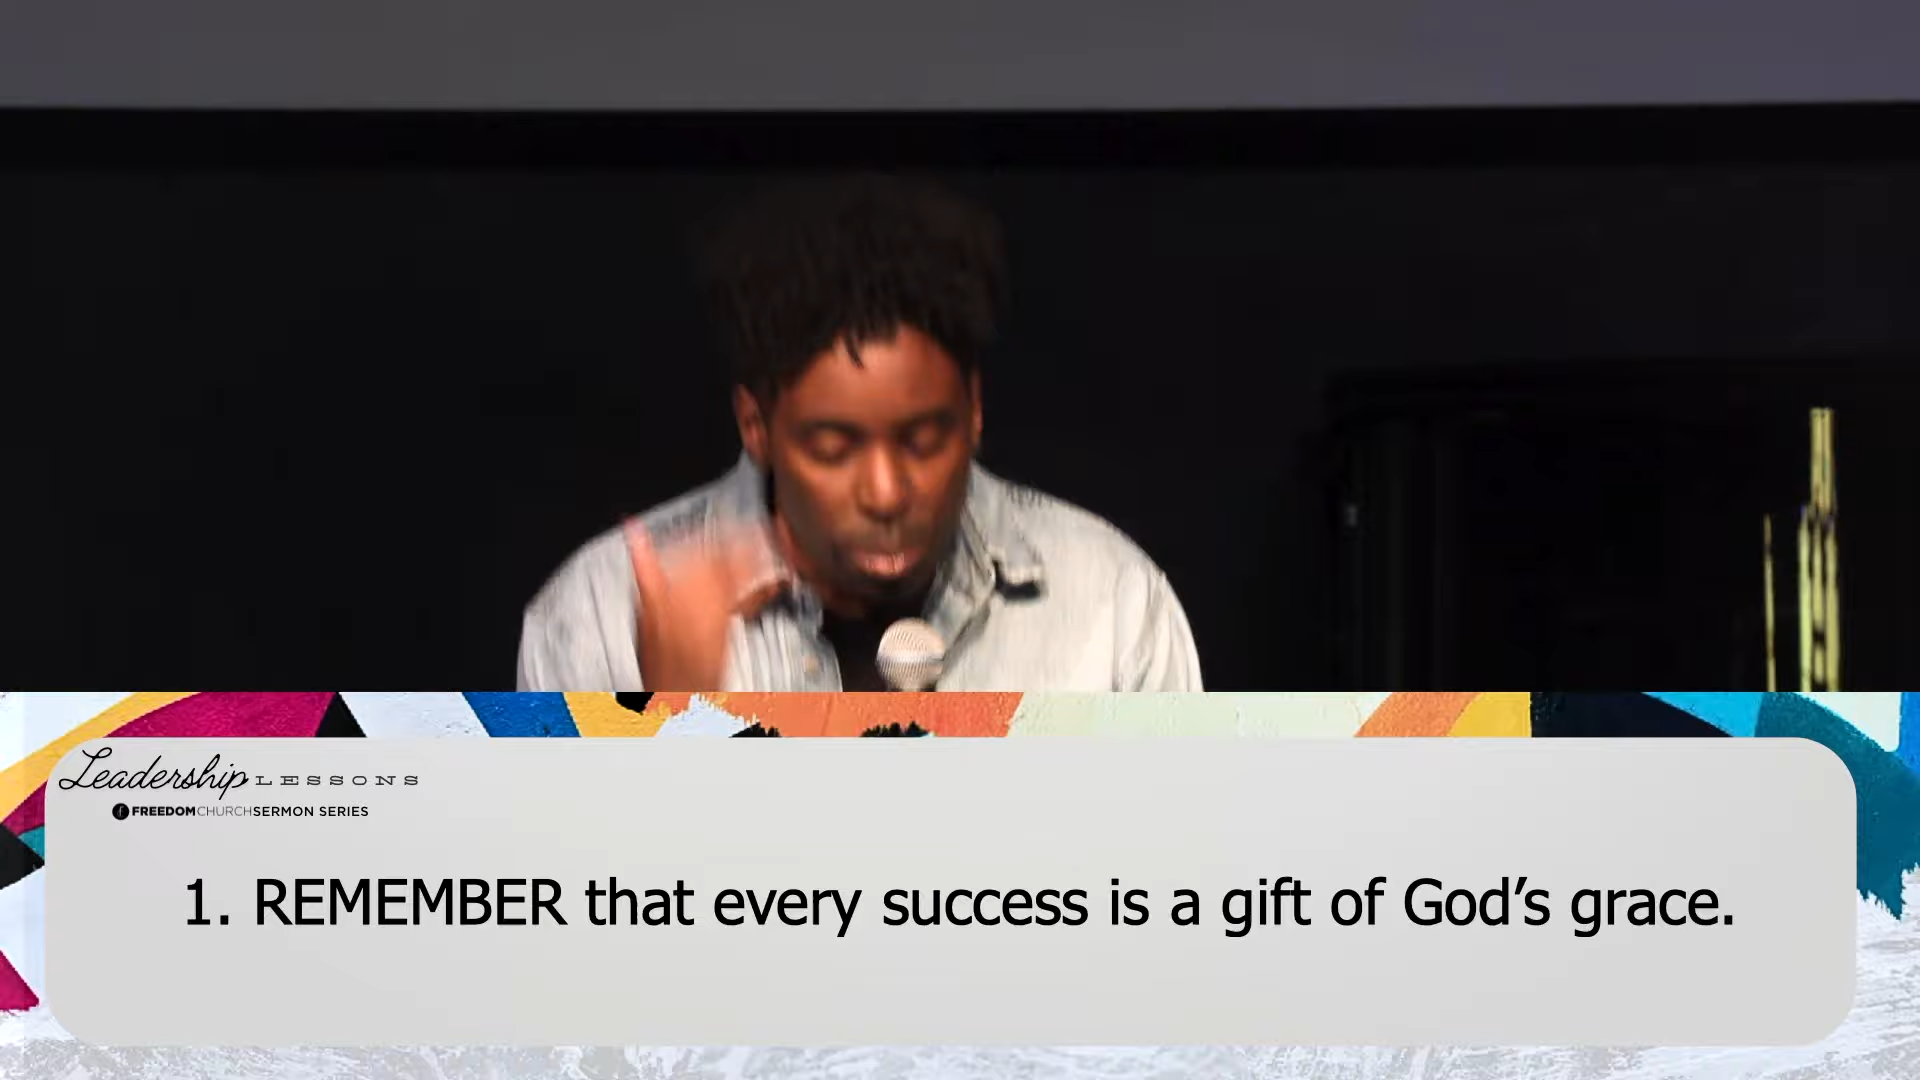 Leadership LESSONS
f FREEDOMCHURCHSERMON SERIES
1. REMEMBER that every success is a gift of God’s grace.